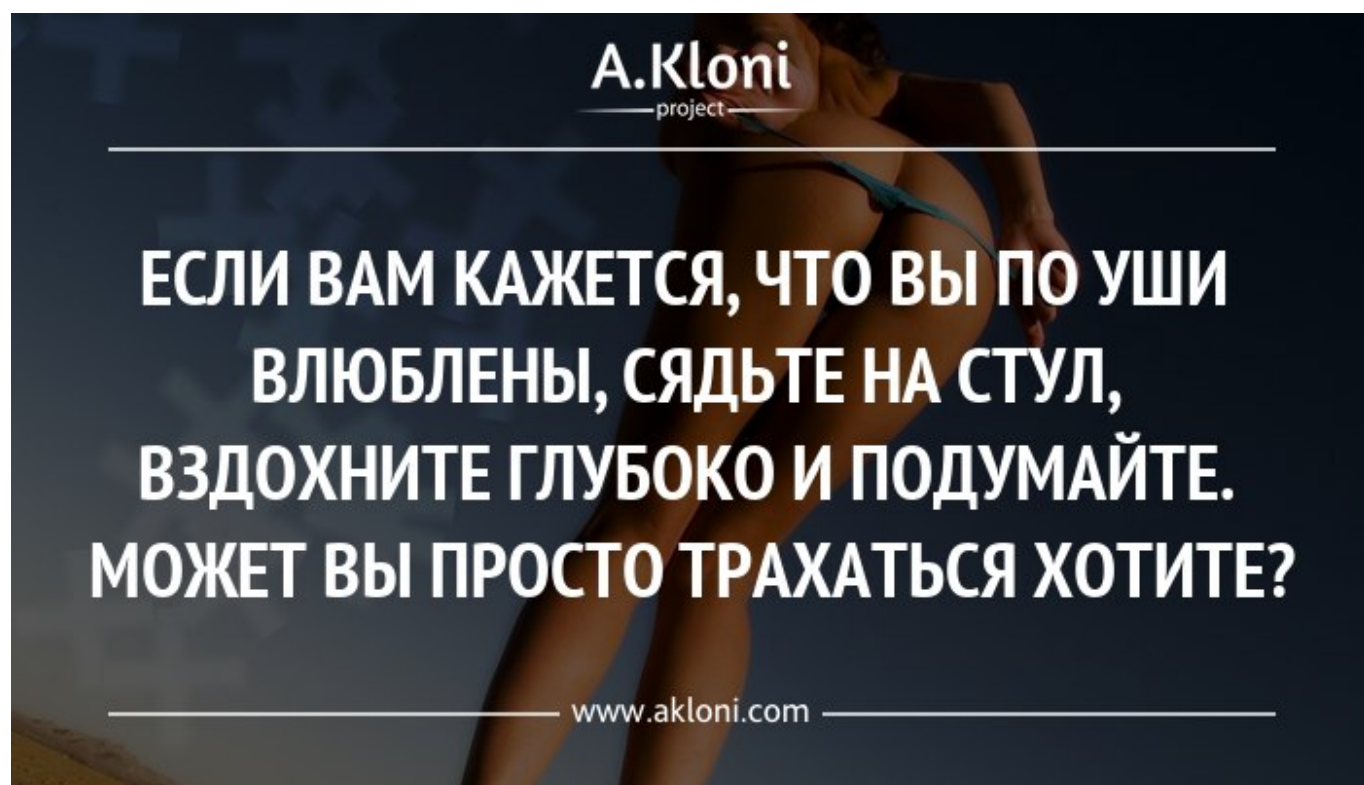 A.Kloni
project
ЕСЛИ ВАМ КАЖЕТСЯ, ЧТО ВЫ ПО УШИ
ВЛЮБЛЕНЫ, СЯДЬТЕ НА СТУЛ,
ВЗДОХНИТЕ ГЛУБОКО И ПОДУМАЙТЕ.
МОЖЕТ ВЫ ПРОСТО ТРАХАТЬСЯ ХОТИТЕ?
www.akloni.com